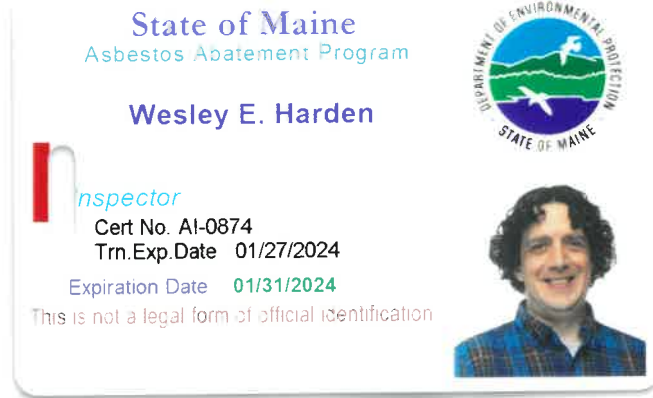 State of Maine
Asbestos Abatement Program
Wesley E. Harden
Inspector
Cert No. AI-0874
Trn.Exp.Date 01/27/2024
Expiration Date 01/31/2024
This is not a legal form of official identification
DEPARTMENT OF ENVIRONMENTAL PROTECTION
STATE OF MAINE